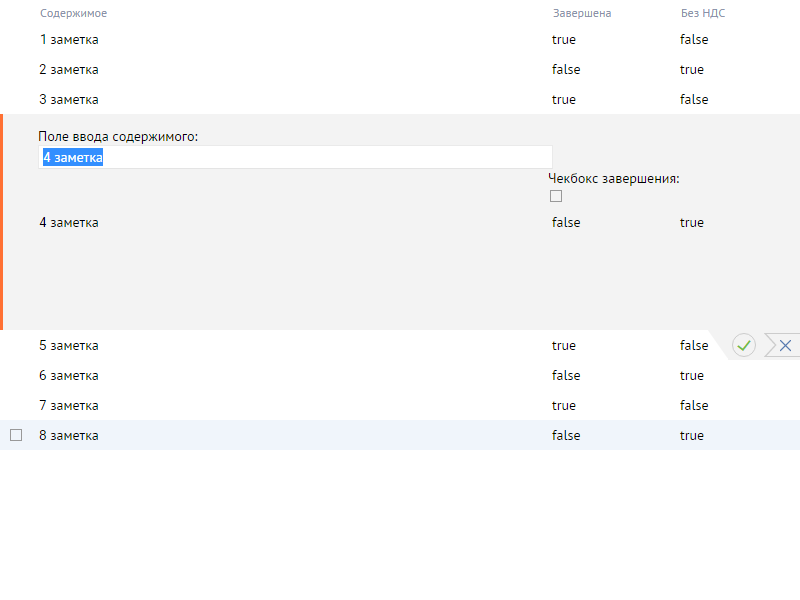 Содержимое Завершена Без НДС
1 заметка true false
2 заметка false true
3 заметка true false
Поле ввода содержимого:
4 заметка
Чекбокс завершения:
4 заметка false true
5 заметка true false
6 заметка false true
7 заметка true false
8 заметка false true